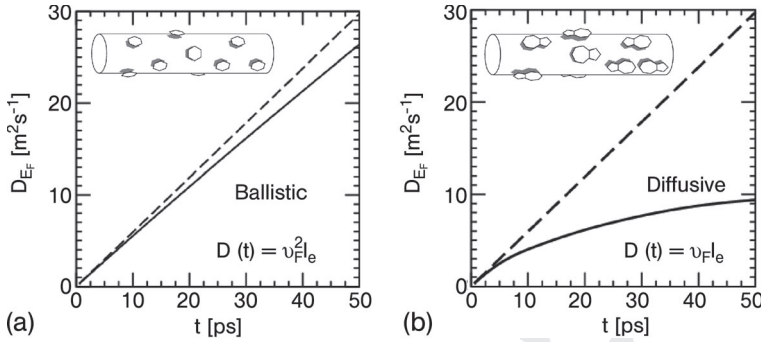 30
20
10
0
D_{E_F} [m²s⁻¹]
Ballistic
D (t) = υ_F²l_e
0 10 20 30 40 50
(a) t [ps]
30
20
10
0
D_{E_F} [m²s⁻¹]
Diffusive
D (t) = υ_Fl_e
0 10 20 30 40 50
(b) t [ps]